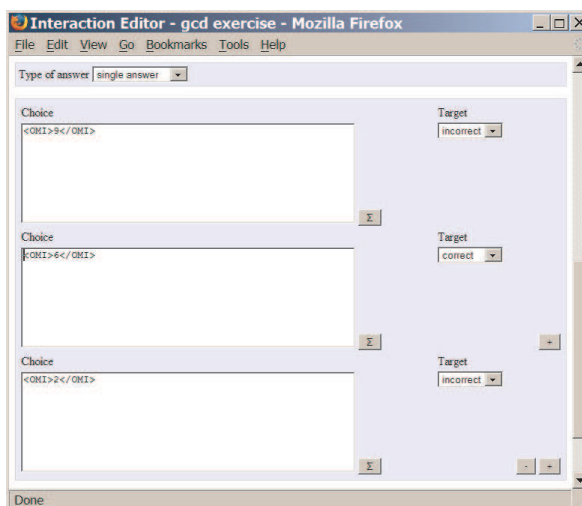 Interaction Editor - gcd exercise - Mozilla Firefox
File Edit View Go Bookmarks Tools Help
Type of answer single answer
Choice Target
<OMI>9</OMI> incorrect
Σ
Choice Target
<OMI>6</OMI> correct
Σ +
Choice Target
<OMI>2</OMI> incorrect
Σ - +
Done